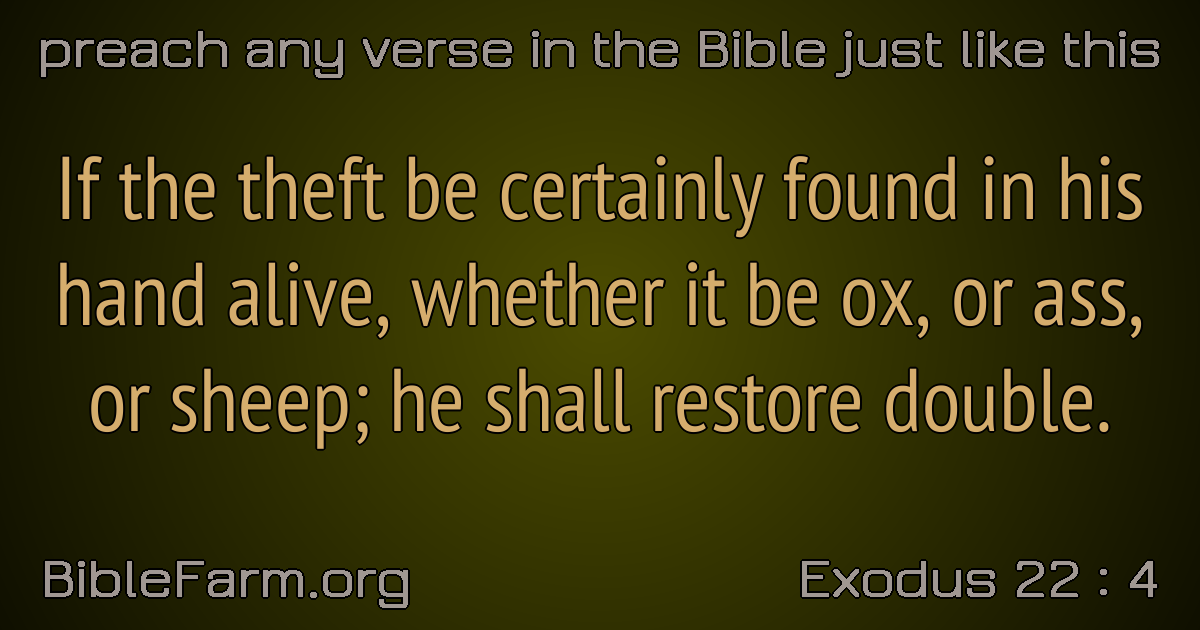 preach any verse in the Bible just like this
If the theft be certainly found in his
hand alive, whether it be ox, or ass,
or sheep; he shall restore double.
BibleFarm.org
Exodus 22 : 4